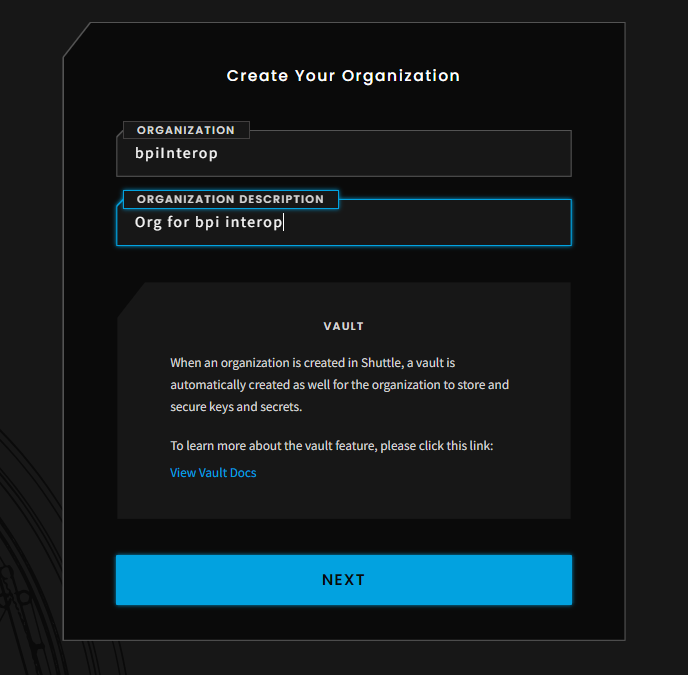 Create Your Organization
ORGANIZATION
bpiInterop
ORGANIZATION DESCRIPTION
Org for bpi interop
VAULT
When an organization is created in Shuttle, a vault is
automatically created as well for the organization to store and
secure keys and secrets.
To learn more about the vault feature, please click this link:
View Vault Docs
NEXT